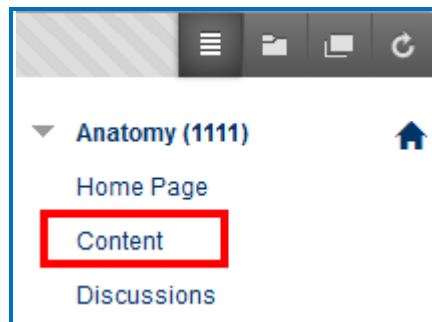 Anatomy (1111)
Home Page
Content
Discussions